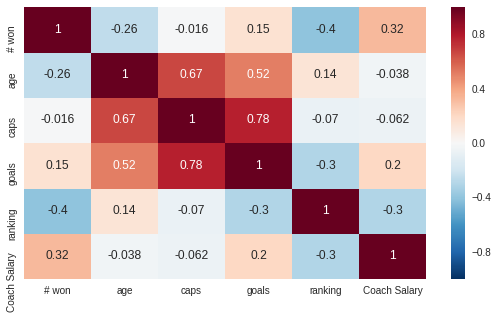 # won 1 -0.26 -0.016 0.15 -0.4 0.32
age -0.26 1 0.67 0.52 0.14 -0.038
caps -0.016 0.67 1 0.78 -0.07 -0.062
goals 0.15 0.52 0.78 1 -0.3 0.2
ranking -0.4 0.14 -0.07 -0.3 1 -0.3
Coach Salary 0.32 -0.038 -0.062 0.2 -0.3 1
# won age caps goals ranking Coach Salary
0.8
0.4
0.0
−0.4
−0.8